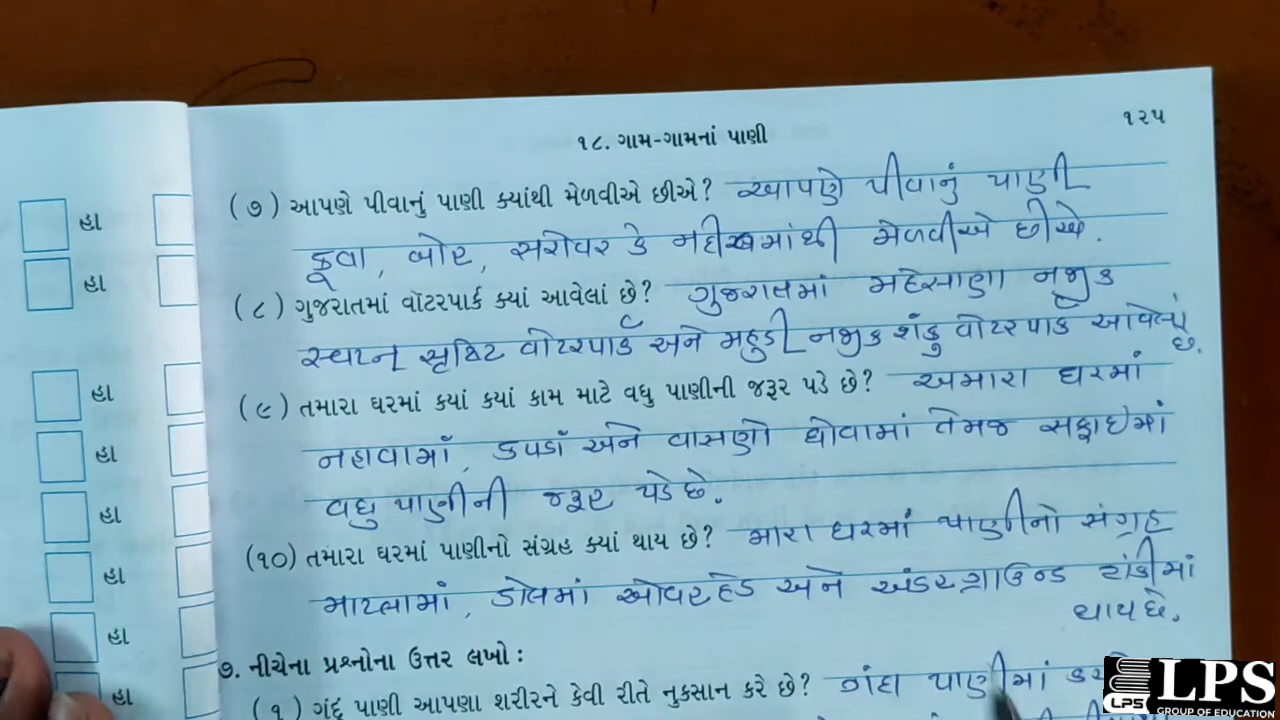 ૧૮. ગામ-ગામનાં પાણી
૧૨૫
(૭) આપણે પીવાનું પાણી ક્યાંથી મેળવીએ છીએ? આપણે પીવાનું પાણી
કૂવા, બોર, સરોવર કે નદીમાંથી મેળવીએ છીએ.
(૮) ગુજરાતમાં વૉટરપાર્ક ક્યાં આવેલાં છે? ગુજરાતમાં મહેસાણા નજીક
સૃષ્ટિ વોટરપાર્ક અને મહુડી નજીક શંકુ વોટરપાર્ક આવેલાં
છે.
(૯) તમારા ઘરમાં ક્યાં ક્યાં કામ માટે વધુ પાણીની જરૂર પડે છે? અમારા ઘરમાં
નહાવામાં, કપડાં અને વાસણો ધોવામાં તેમજ સફાઈમાં
વધુ પાણીની જરૂર પડે છે.
(૧૦) તમારા ઘરમાં પાણીનો સંગ્રહ ક્યાં થાય છે? મારા ઘરમાં પાણીનો સંગ્રહ
માટલામાં, ડોલમાં ઓવરહેડ અને અંડરગ્રાઉન્ડ ટાંકીમાં
થાય છે.
૭. નીચેના પ્રશ્નોના ઉત્તર લખો :
(૧) ગંદું પાણી આપણા શરીરને કેવી રીતે નુકસાન કરે છે? ગંદા પાણીમાં
હા
હા
હા
હા
હા
હા
હા
હા
LPS
LPS
GROUP OF EDUCATION